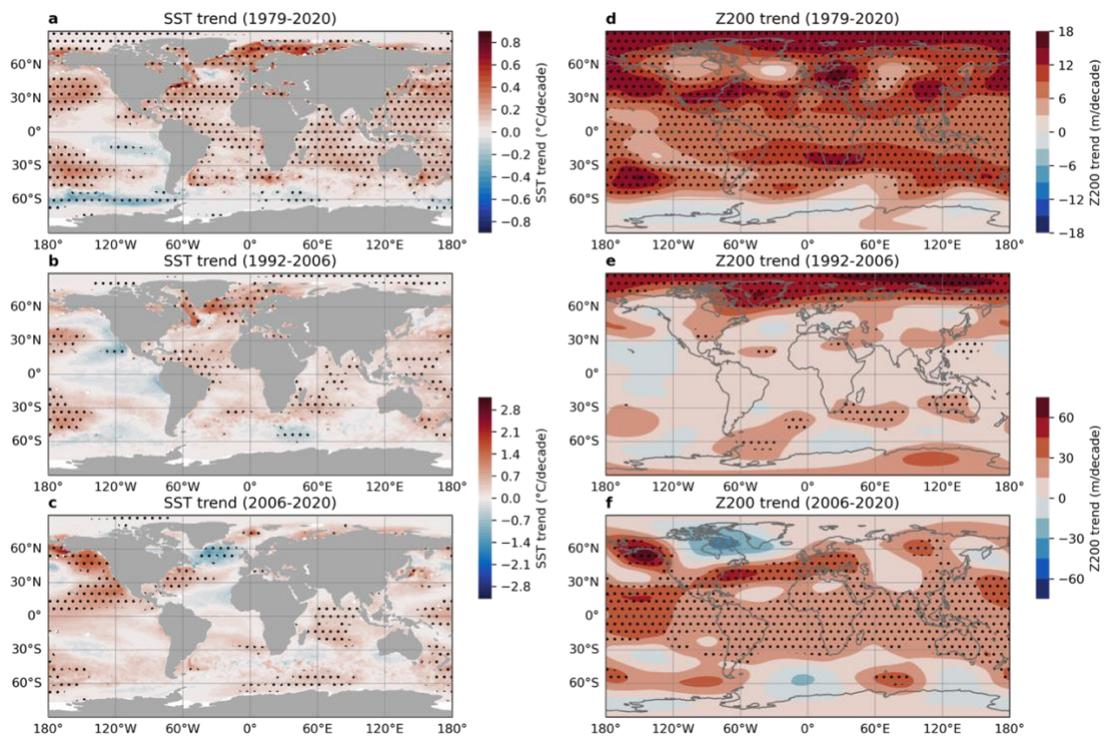 a
SST trend (1979-2020)
60°N
30°N
0°
30°S
60°S
180° 120°W 60°W 0° 60°E 120°E 180°
0.8
0.6
0.4
0.2
0.0
−0.2
−0.4
−0.6
−0.8
SST trend (°C/decade)
d
Z200 trend (1979-2020)
60°N
30°N
0°
30°S
60°S
180° 120°W 60°W 0° 60°E 120°E 180°
18
12
6
0
−6
−12
−18
Z200 trend (m/decade)
b
SST trend (1992-2006)
60°N
30°N
0°
30°S
60°S
180° 120°W 60°W 0° 60°E 120°E 180°
e
Z200 trend (1992-2006)
60°N
30°N
0°
30°S
60°S
180° 120°W 60°W 0° 60°E 120°E 180°
c
SST trend (2006-2020)
60°N
30°N
0°
30°S
60°S
180° 120°W 60°W 0° 60°E 120°E 180°
2.8
2.1
1.4
0.7
0.0
−0.7
−1.4
−2.1
−2.8
SST trend (°C/decade)
f
Z200 trend (2006-2020)
60°N
30°N
0°
30°S
60°S
180° 120°W 60°W 0° 60°E 120°E 180°
60
30
0
−30
−60
Z200 trend (m/decade)